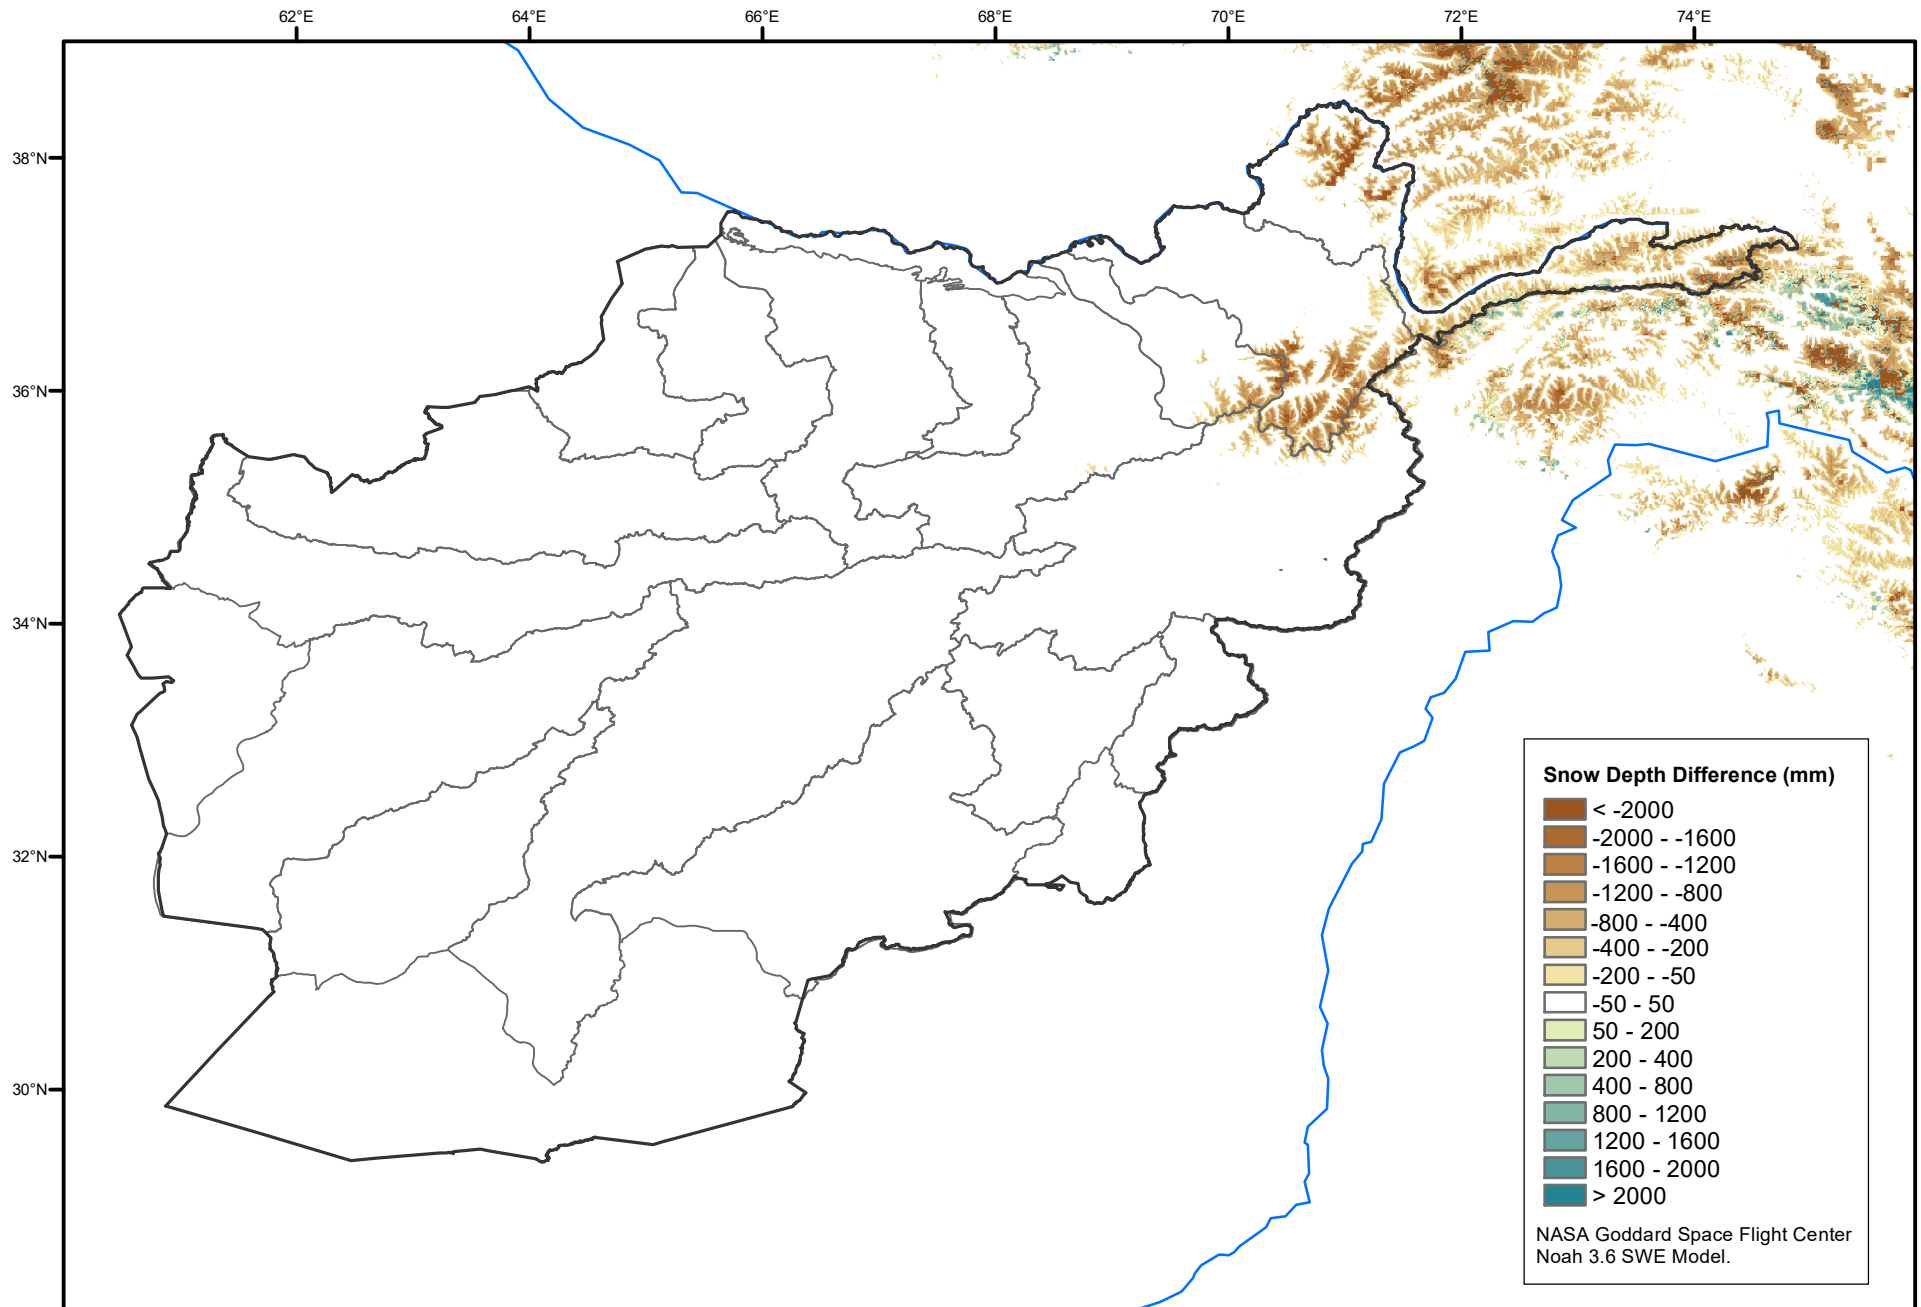 62°E 64°E 66°E 68°E 70°E 72°E 74°E
38°N
36°N
34°N
32°N
30°N
Snow Depth Difference (mm)
< -2000
-2000 - -1600
-1600 - -1200
-1200 - -800
-800 - -400
-400 - -200
-200 - -50
-50 - 50
50 - 200
200 - 400
400 - 800
800 - 1200
1200 - 1600
1600 - 2000
> 2000
NASA Goddard Space Flight Center
Noah 3.6 SWE Model.